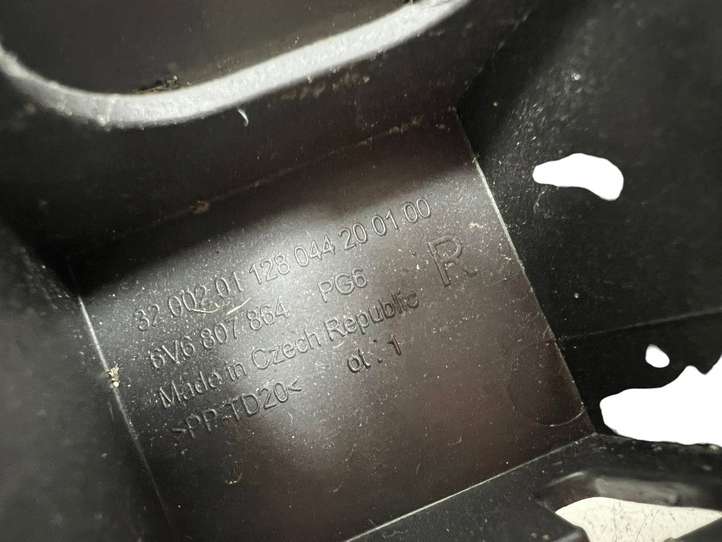 32 002 01 128 044 200 01 00
6V6 807 864 PG6 R
Made in Czech Republic
>PP-TD20< ot : 1